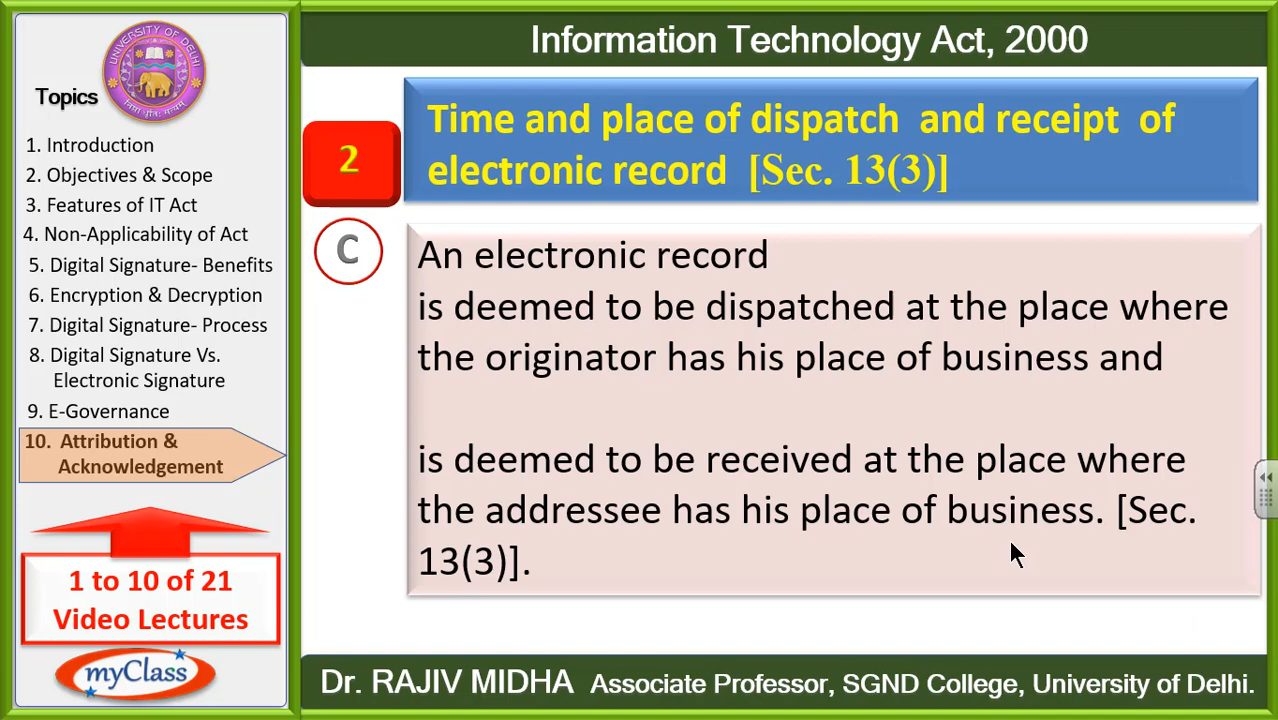 UNIVERSITY OF DELHI
Topics
1. Introduction
2. Objectives & Scope
3. Features of IT Act
4. Non-Applicability of Act
5. Digital Signature- Benefits
6. Encryption & Decryption
7. Digital Signature- Process
8. Digital Signature Vs.
Electronic Signature
9. E-Governance
10. Attribution &
Acknowledgement
1 to 10 of 21
Video Lectures
myClass
Information Technology Act, 2000
2
Time and place of dispatch and receipt of
electronic record [Sec. 13(3)]
C
An electronic record
is deemed to be dispatched at the place where
the originator has his place of business and
is deemed to be received at the place where
the addressee has his place of business. [Sec.
13(3)].
Dr. RAJIV MIDHA Associate Professor, SGND College, University of Delhi.